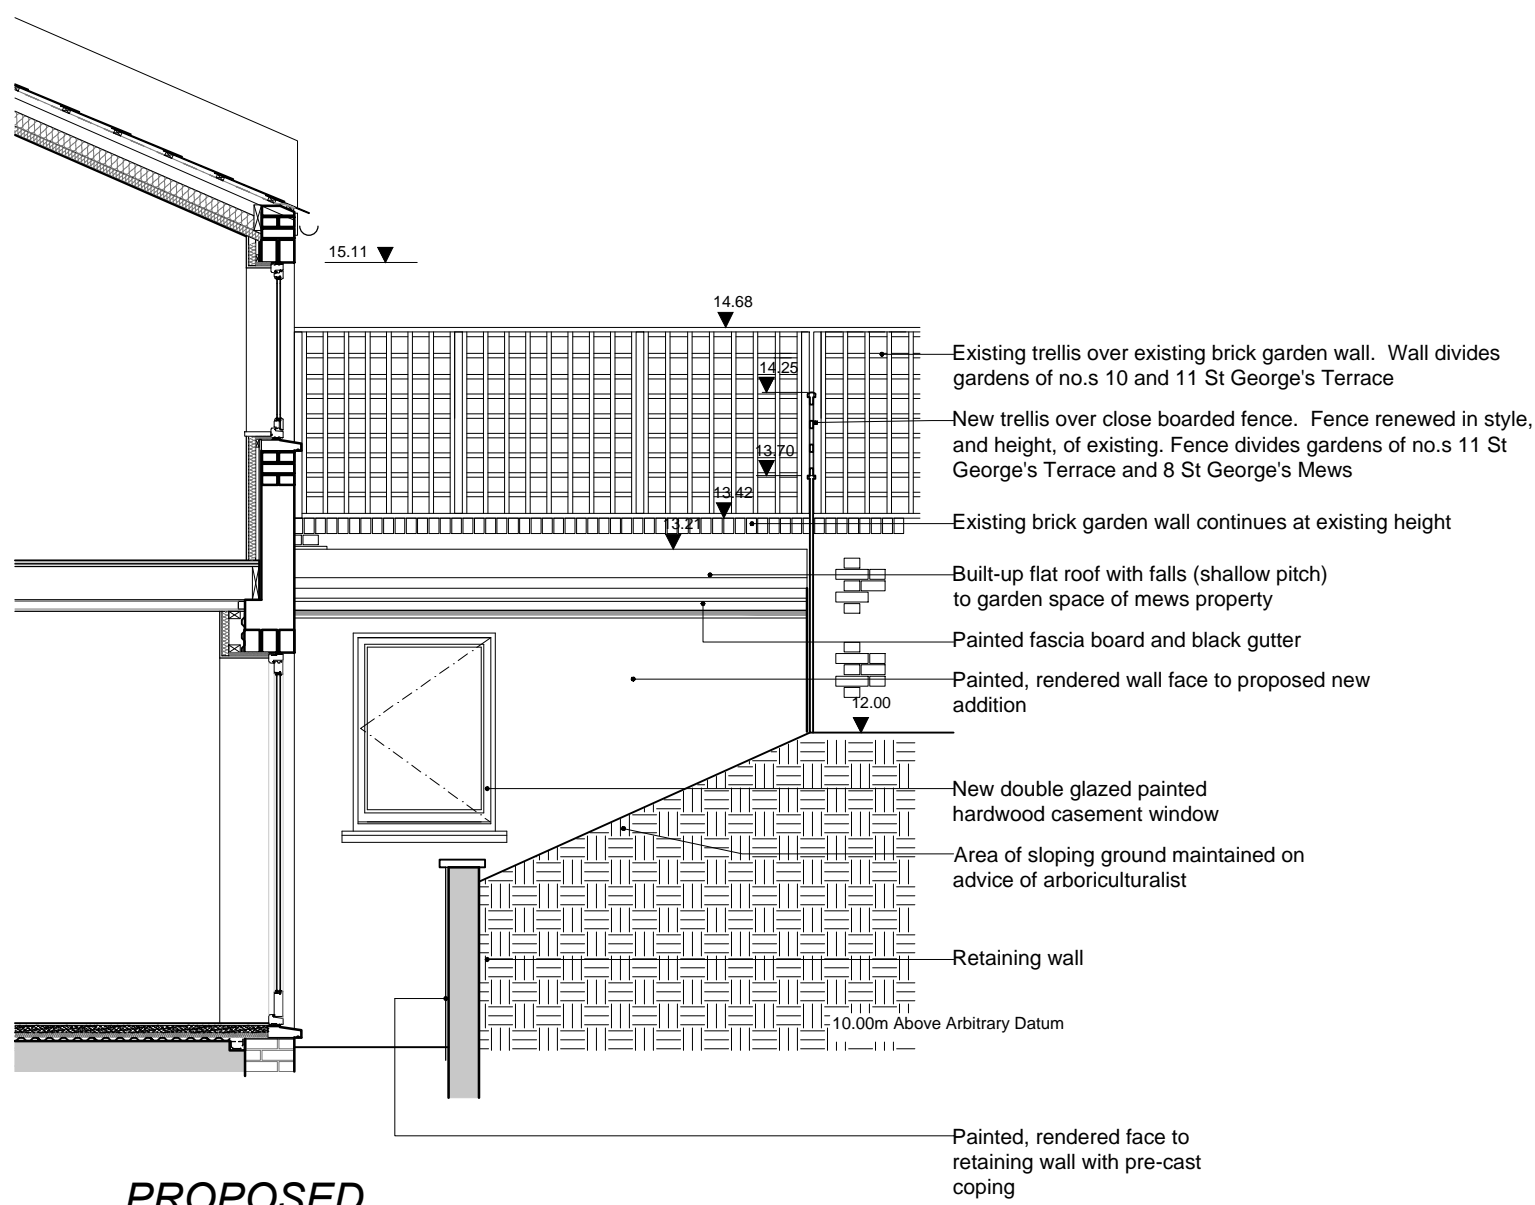 15.11
14.68
Existing trellis over existing brick garden wall.  Wall divides
gardens of no.s 10 and 11 St George's Terrace
14.25
New trellis over close boarded fence.  Fence renewed in style,
and height, of existing. Fence divides gardens of no.s 11 St
George's Terrace and 8 St George's Mews
13.70
13.42
13.21
Existing brick garden wall continues at existing height
Built-up flat roof with falls (shallow pitch)
to garden space of mews property
Painted fascia board and black gutter
Painted, rendered wall face to proposed new
addition
12.00
New double glazed painted
hardwood casement window
Area of sloping ground maintained on
advice of arboriculturalist
Retaining wall
10.00m Above Arbitrary Datum
Painted, rendered face to
retaining wall with pre-cast
coping
PROPOSED